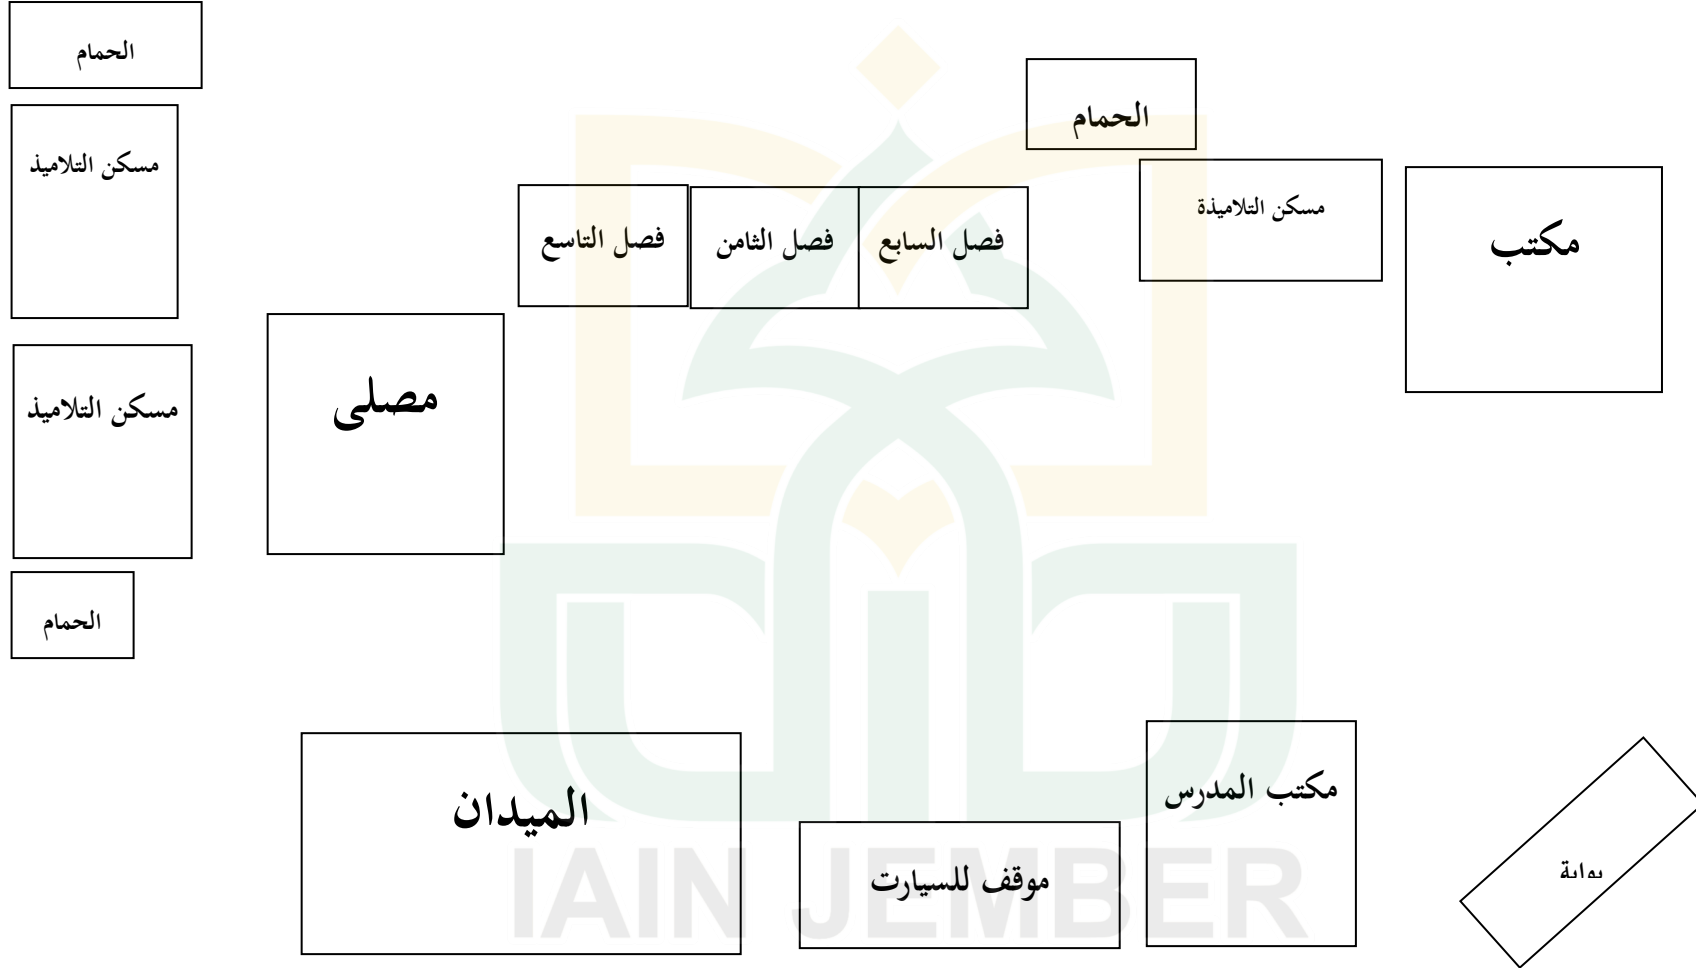 الحمام
الحمام
مسكن التلاميذ
مسكن التلاميذة
مكتب
فصل السابع
فصل الثامن
فصل التاسع
مصلى
مسكن التلاميذ
الحمام
مكتب المدرس
الميدان
موقف للسيارت
بوابة
IAIN JEMBER